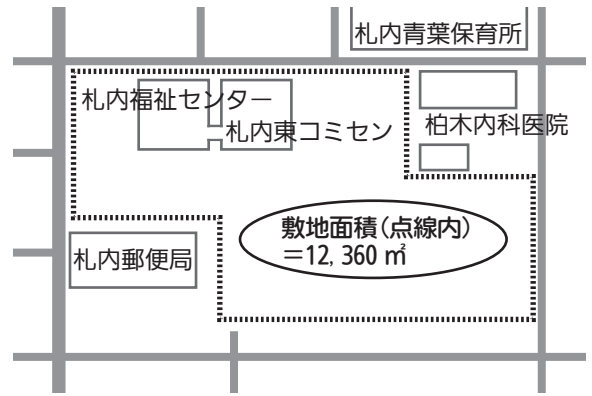 札内青葉保育所
札内福祉センター
札内東コミセン
柏木内科医院
敷地面積(点線内)
=12, 360 ㎡
札内郵便局